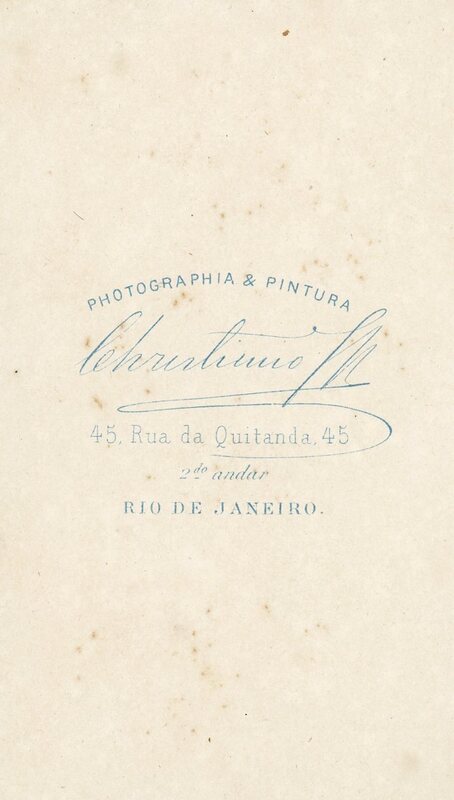 PHOTOGRAPHIA & PINTURA
Christiano Jr
45, Rua da Quitanda, 45
2do andar
RIO DE JANEIRO.